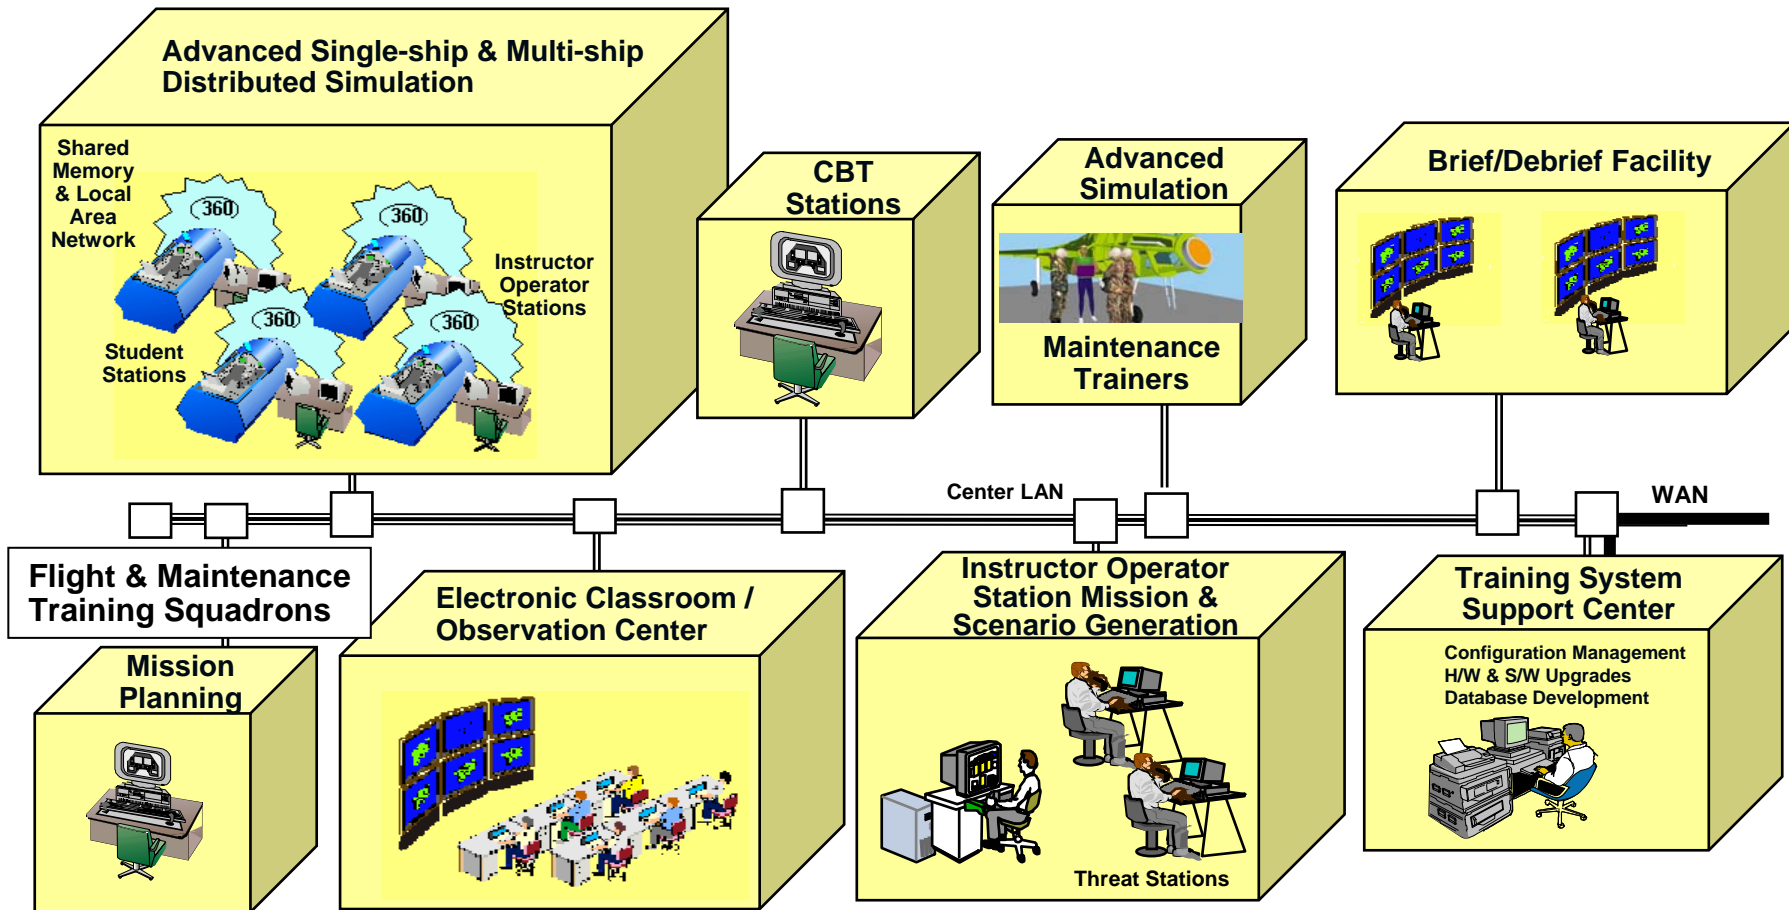 Advanced Single-ship & Multi-ship
Distributed Simulation
Shared
Memory
& Local
Area
Network
360
360
360
360
Instructor
Operator
Stations
Student
Stations
CBT
Stations
Advanced
Simulation
Maintenance
Trainers
Brief/Debrief Facility
Center LAN
WAN
Flight & Maintenance
Training Squadrons
Mission
Planning
Electronic Classroom /
Observation Center
Instructor Operator
Station Mission &
Scenario Generation
Threat Stations
Training System
Support Center
Configuration Management
H/W & S/W Upgrades
Database Development